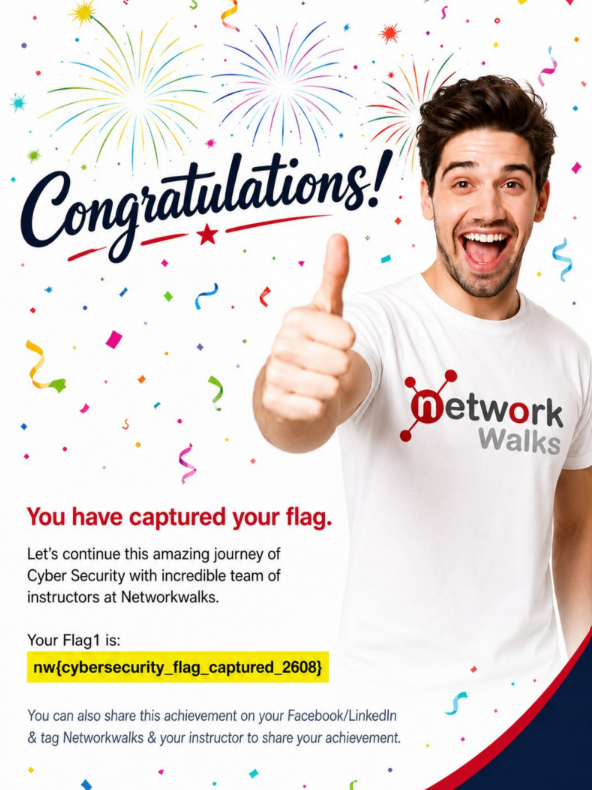 Congratulations!
network
Walks
You have captured your flag.
Let's continue this amazing journey of
Cyber Security with incredible team of
instructors at Networkwalks.
Your Flag1 is:
nw{cybersecurity_flag_captured_2608}
You can also share this achievement on your Facebook/LinkedIn
& tag Networkwalks & your instructor to share your achievement.